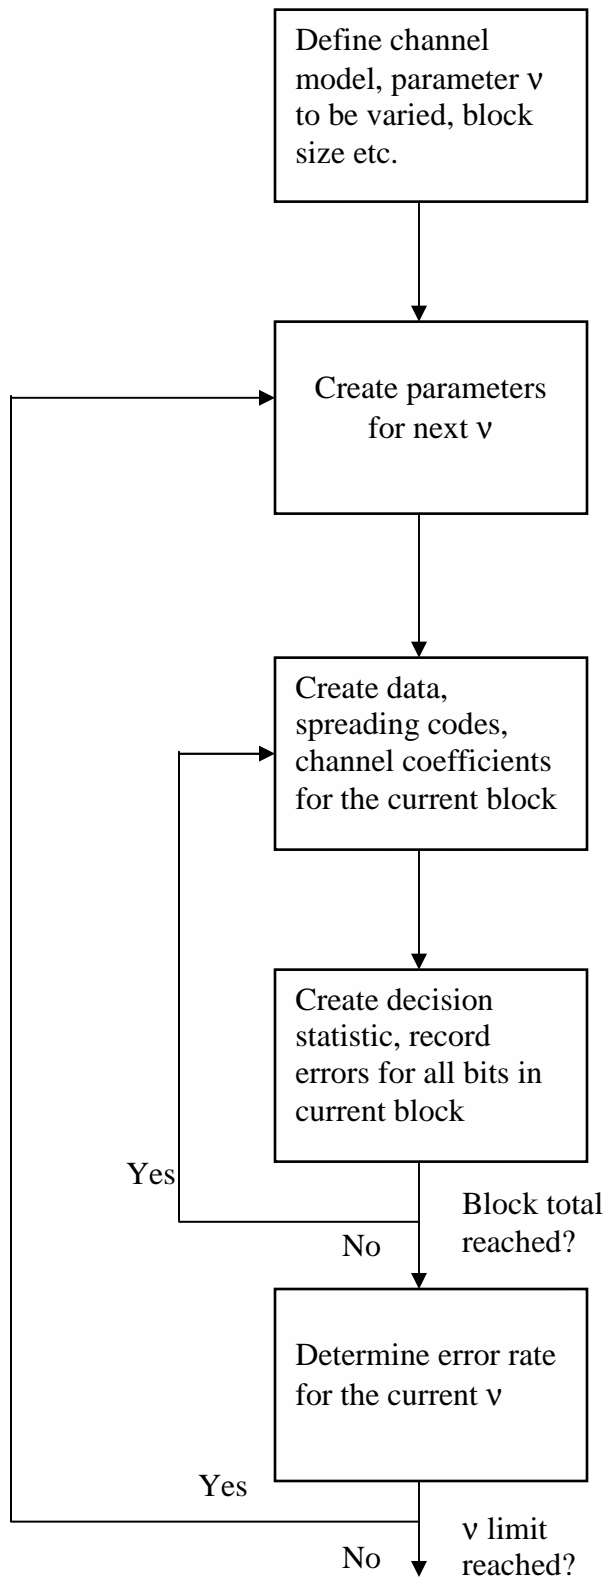 Define channel
model, parameter ν
to be varied, block
size etc.
Create parameters
for next ν
Create data,
spreading codes,
channel coefficients
for the current block
Create decision
statistic, record
errors for all bits in
current block
Yes
Block total
reached?
No
Determine error rate
for the current ν
Yes
ν limit
reached?
No